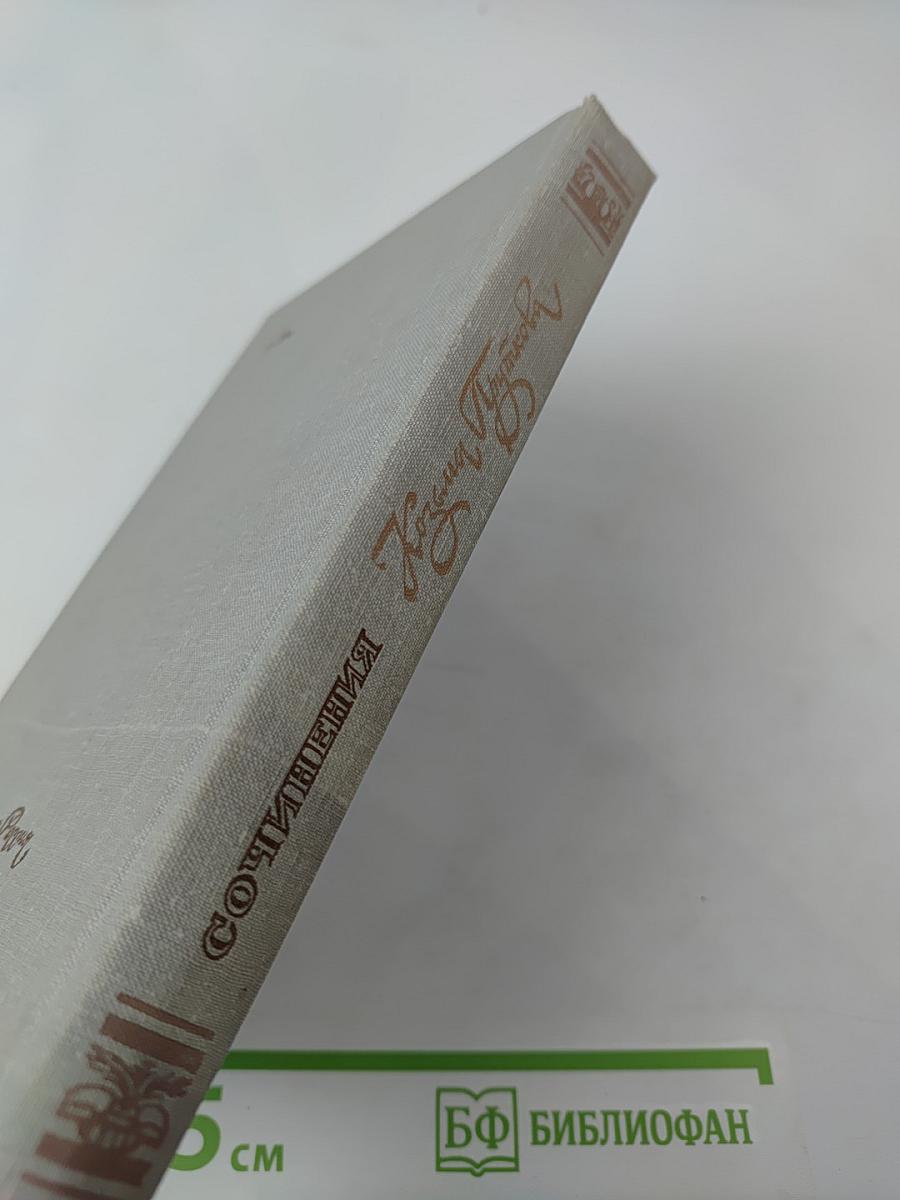 Козьма Прутков
СОЧИНЕНИЯ
5 см
БФ БИБЛИОФАН